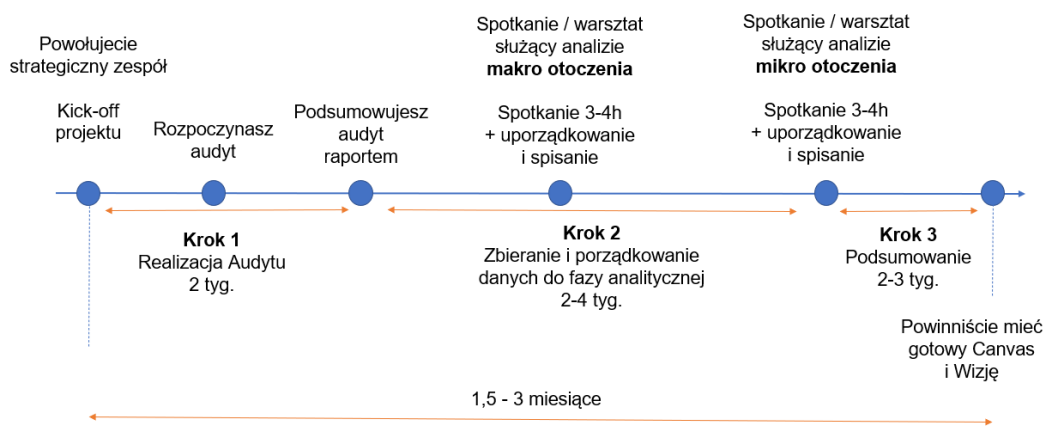 Powołujecie
strategiczny zespół
Kick-off
projektu
Rozpoczynasz
audyt
Podsumowujesz
audyt
raportem
Spotkanie / warsztat
służący analizie
makro otoczenia
Spotkanie 3-4h
+ uporządkowanie
i spisanie
Spotkanie / warsztat
służący analizie
mikro otoczenia
Spotkanie 3-4h
+ uporządkowanie
i spisanie
Krok 1
Realizacja Audytu
2 tyg.
Krok 2
Zbieranie i porządkowanie
danych do fazy analitycznej
2-4 tyg.
Krok 3
Podsumowanie
2-3 tyg.
Powinniście mieć
gotowy Canvas
i Wizję
1,5 - 3 miesiące